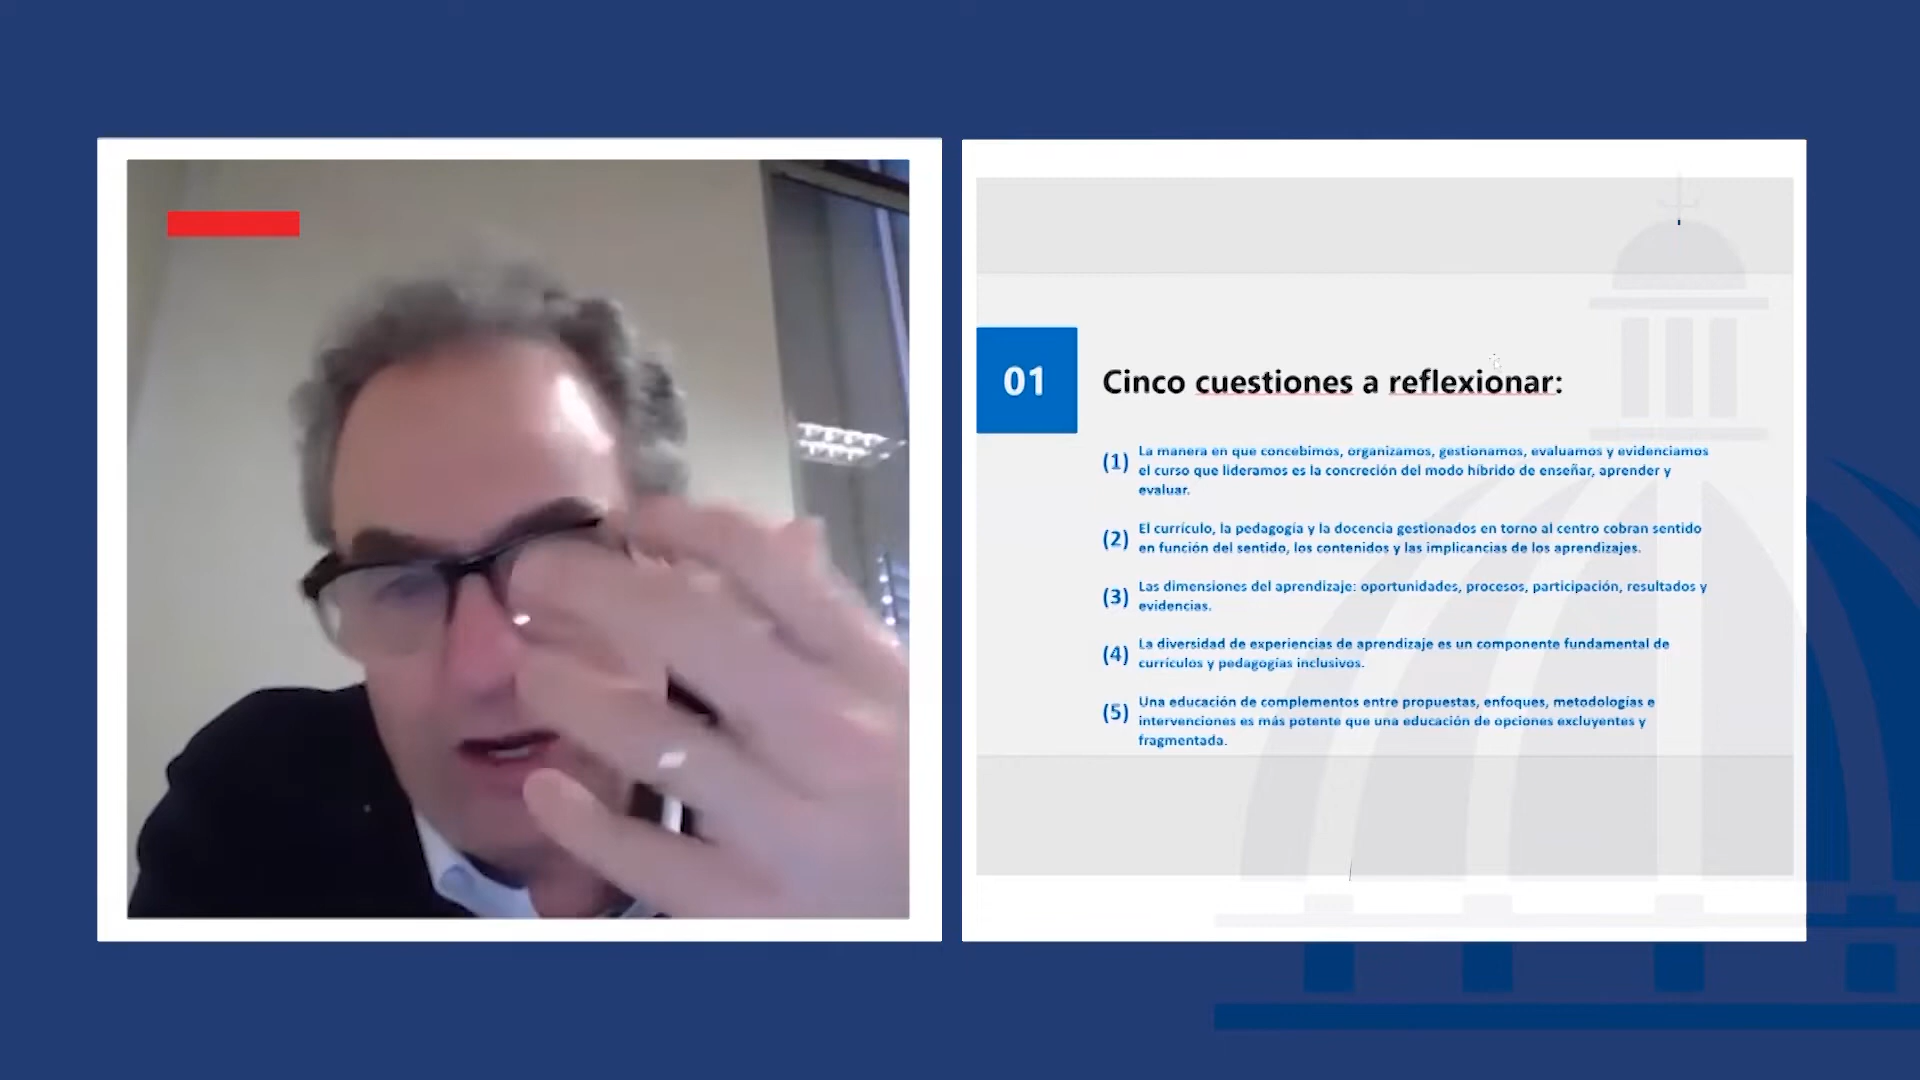 01
Cinco cuestiones a reflexionar:
(1) La manera en que concebimos, organizamos, gestionamos, evaluamos y evidenciamos
el curso que lideramos es la concreción del modo híbrido de enseñar, aprender y
evaluar.
(2) El currículo, la pedagogía y la docencia gestionados en torno al centro cobran sentido
en función del sentido, los contenidos y las implicancias de los aprendizajes.
(3) Las dimensiones del aprendizaje: oportunidades, procesos, participación, resultados y
evidencias.
(4) La diversidad de experiencias de aprendizaje es un componente fundamental de
currículos y pedagogías inclusivos.
(5) Una educación de complementos entre propuestas, enfoques, metodologías e
intervenciones es más potente que una educación de opciones excluyentes y
fragmentada.